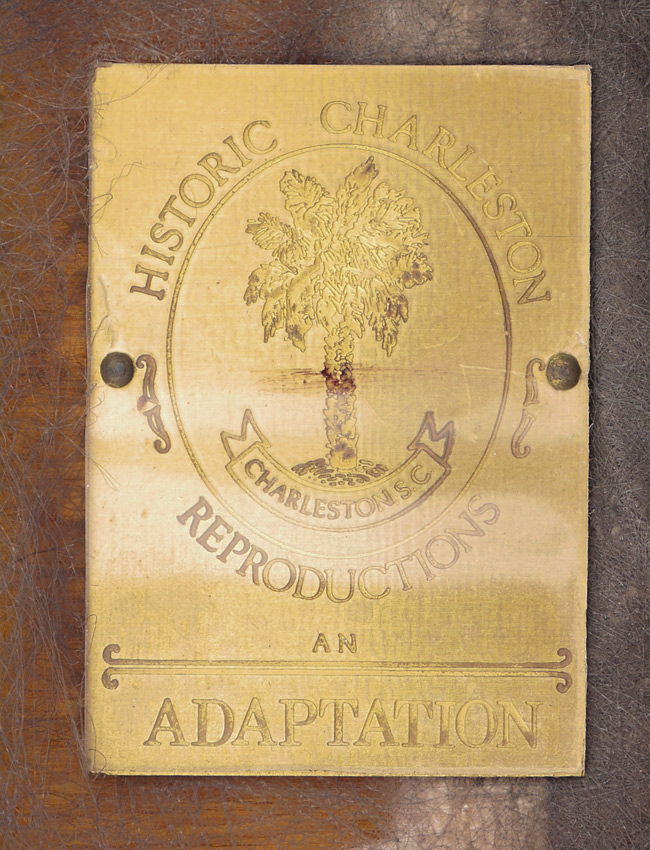 HISTORIC CHARLESTON
CHARLESTON S.C
REPRODUCTIONS
AN
ADAPTATION